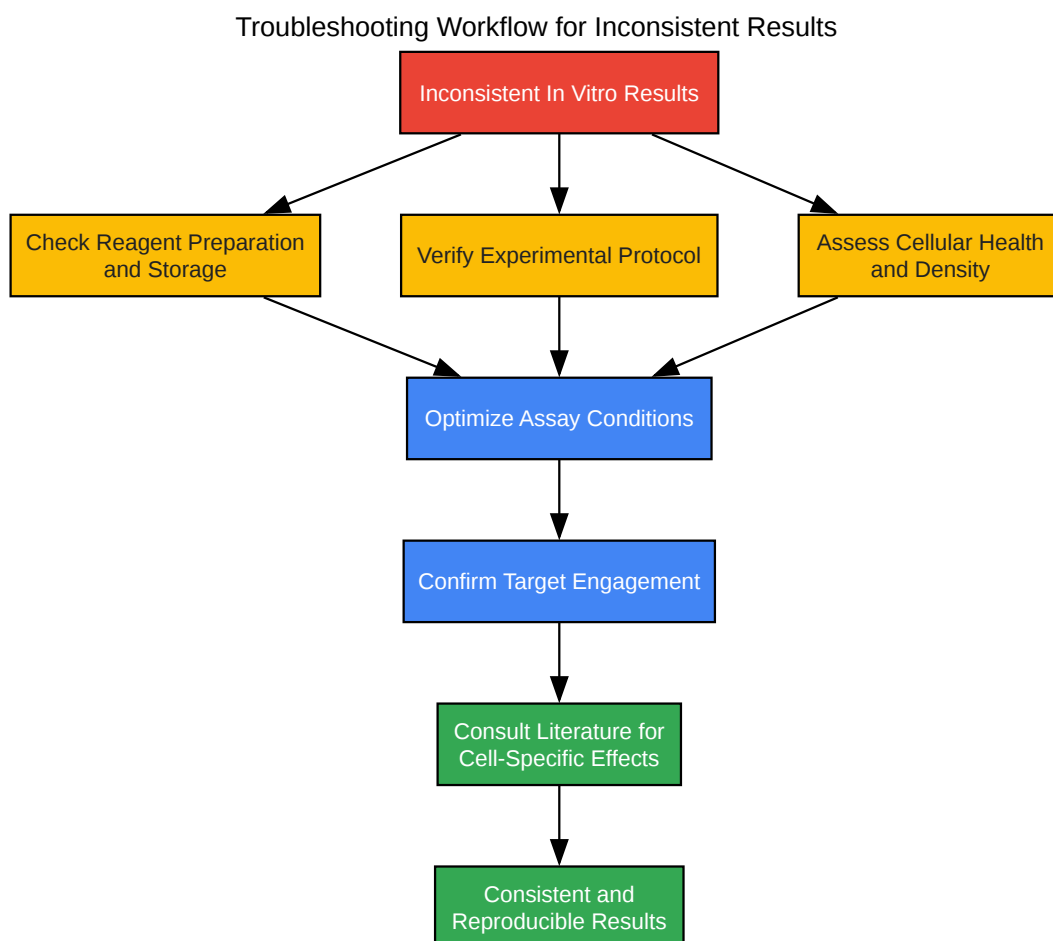 Troubleshooting Workflow for Inconsistent Results
Inconsistent In Vitro Results
Check Reagent Preparation
and Storage
Verify Experimental Protocol
Assess Cellular Health
and Density
Optimize Assay Conditions
Confirm Target Engagement
Consult Literature for
Cell-Specific Effects
Consistent and
Reproducible Results